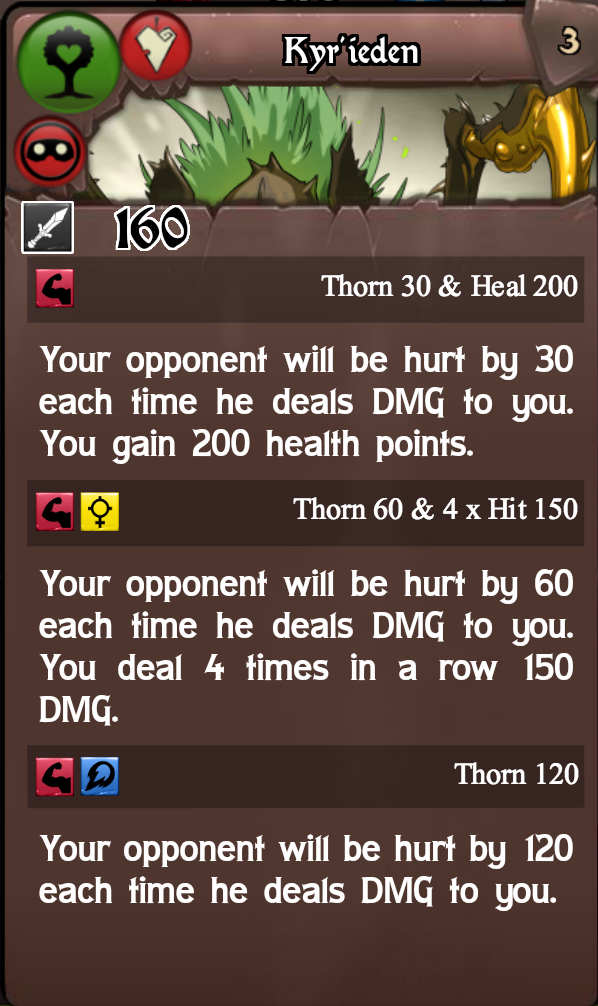 Kyr'ieden
3
160
Thorn 30 & Heal 200
Your opponent will be hurt by 30
each time he deals DMG to you.
You gain 200 health points.
Thorn 60 & 4 x Hit 150
Your opponent will be hurt by 60
each time he deals DMG to you.
You deal 4 times in a row 150
DMG.
Thorn 120
Your opponent will be hurt by 120
each time he deals DMG to you.